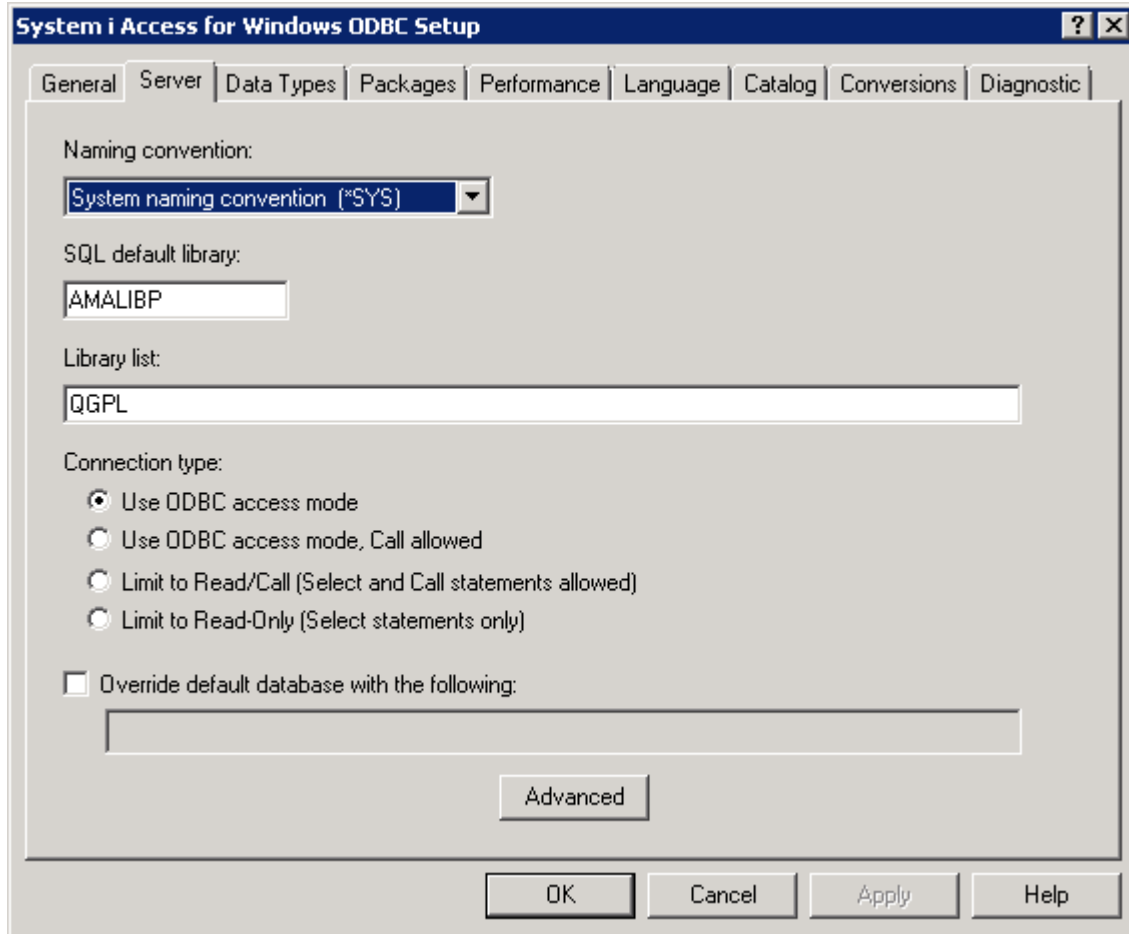 System i Access for Windows ODBC Setup
General Server Data Types Packages Performance Language Catalog Conversions Diagnostic
Naming convention:
System naming convention (*SYS)
SQL default library:
AMALIBP
Library list:
QGPL
Connection type:
Use ODBC access mode
Use ODBC access mode, Call allowed
Limit to Read/Call (Select and Call statements allowed)
Limit to Read-Only (Select statements only)
Override default database with the following:
Advanced
OK Cancel Apply Help